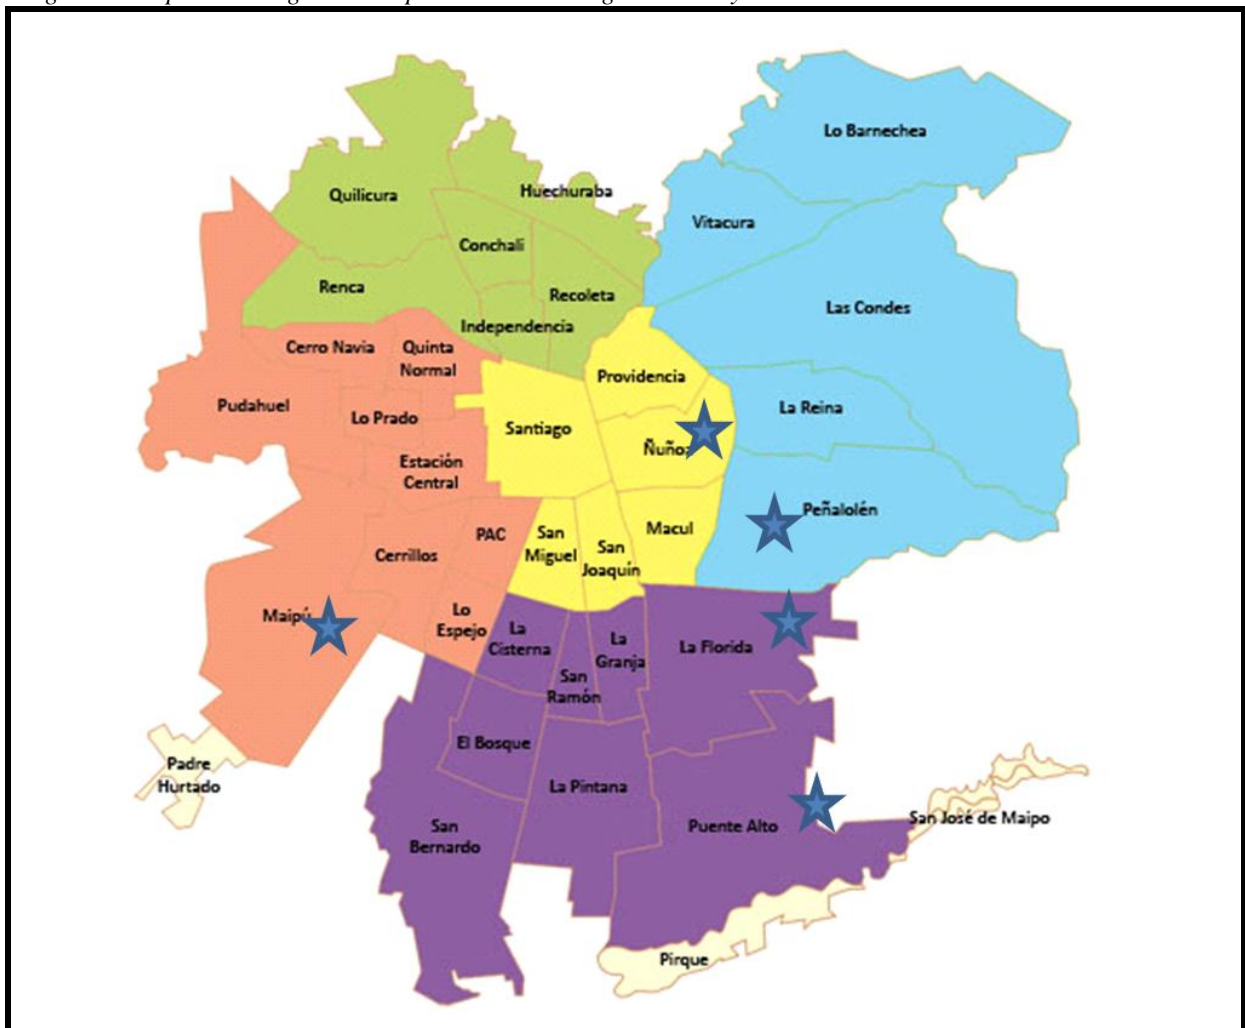 Lo Barnechea
Quilicura
Huechuraba
Vitacura
Conchalí
Renca
Recoleta
Las Condes
Independencia
Cerro Navia
Quinta
Normal
Providencia
Pudahuel
Lo Prado
La Reina
Santiago
Ñuñoa
Estación
Central
Peñalolén
PAC
San
Miguel
San
Joaquín
Macul
Cerrillos
Maipú
Lo
Espejo
La
Cisterna
La
Granja
La Florida
San
Ramón
El Bosque
Padre
Hurtado
La Pintana
San
Bernardo
Puente Alto
San José de Maipo
Pirque